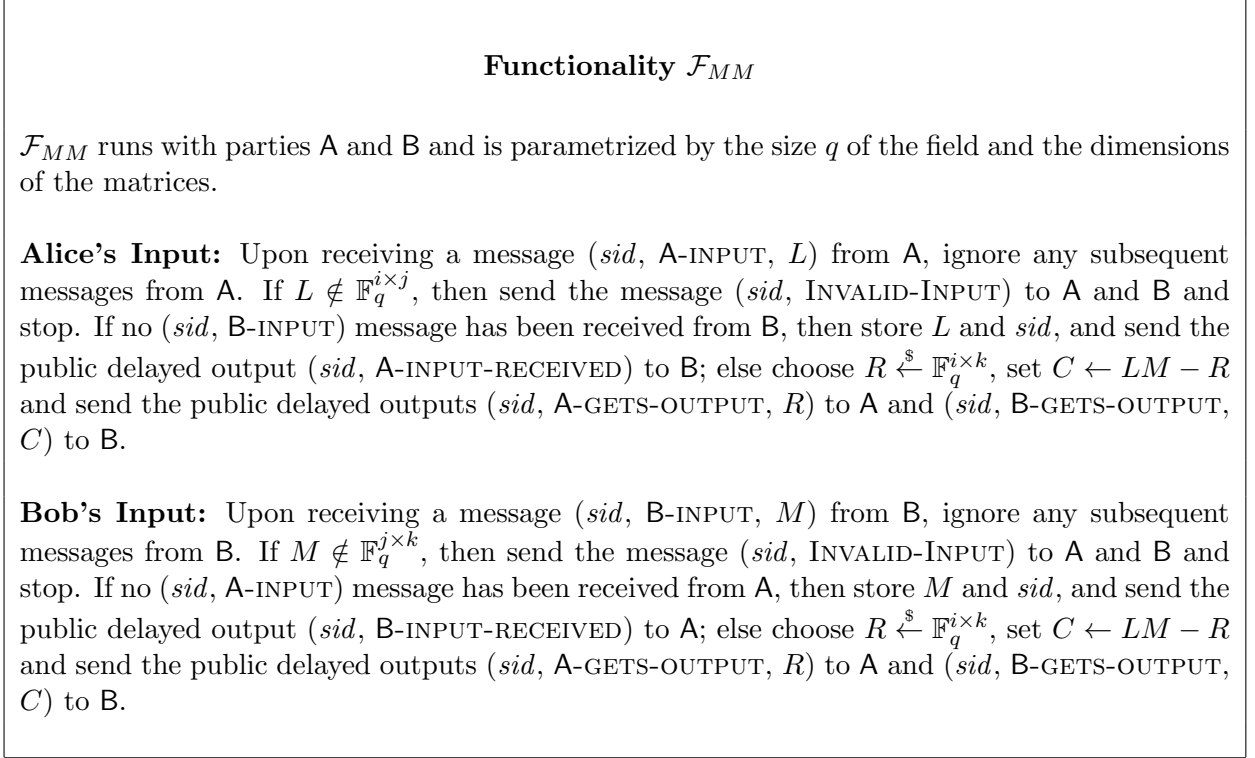 Functionality $\mathcal{F}_{MM}$
$\mathcal{F}_{MM}$ runs with parties A and B and is parametrized by the size $q$ of the field and the dimensions
of the matrices.
Alice's Input: Upon receiving a message ($sid$, A-INPUT, $L$) from A, ignore any subsequent
messages from A. If $L \notin \mathbb{F}_q^{i \times j}$, then send the message ($sid$, INVALID-INPUT) to A and B and
stop. If no ($sid$, B-INPUT) message has been received from B, then store $L$ and $sid$, and send the
public delayed output ($sid$, A-INPUT-RECEIVED) to B; else choose $R \stackrel{\$}{\leftarrow} \mathbb{F}_q^{i \times k}$, set $C \leftarrow LM - R$
and send the public delayed outputs ($sid$, A-GETS-OUTPUT, $R$) to A and ($sid$, B-GETS-OUTPUT,
$C$) to B.
Bob's Input: Upon receiving a message ($sid$, B-INPUT, $M$) from B, ignore any subsequent
messages from B. If $M \notin \mathbb{F}_q^{j \times k}$, then send the message ($sid$, INVALID-INPUT) to A and B and
stop. If no ($sid$, A-INPUT) message has been received from A, then store $M$ and $sid$, and send the
public delayed output ($sid$, B-INPUT-RECEIVED) to A; else choose $R \stackrel{\$}{\leftarrow} \mathbb{F}_q^{i \times k}$, set $C \leftarrow LM - R$
and send the public delayed outputs ($sid$, A-GETS-OUTPUT, $R$) to A and ($sid$, B-GETS-OUTPUT,
$C$) to B.